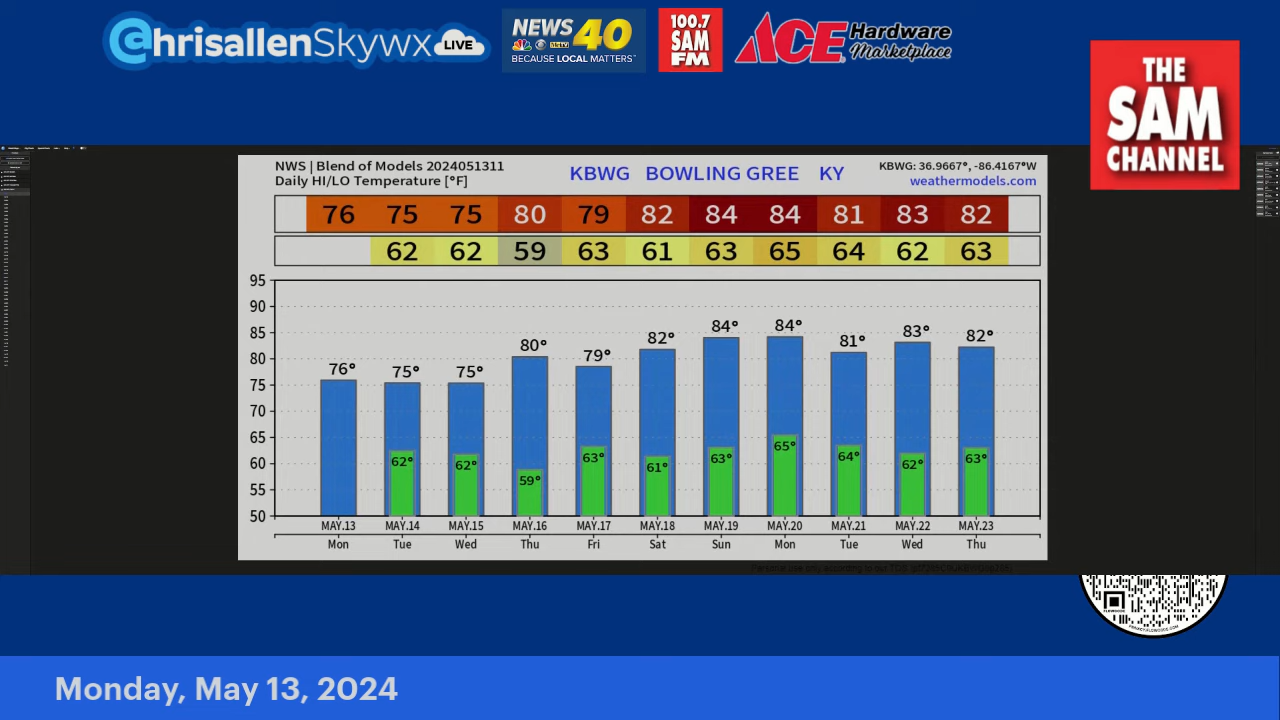 @hrisallenSkywx LIVE
NEWS 40
BECAUSE LOCAL MATTERS
100.7
SAM
FM
ACE Hardware
Marketplace
THE
SAM
CHANNEL
NWS | Blend of Models 2024051311
Daily HI/LO Temperature [°F]
KBWG BOWLING GREE KY
KBWG: 36.9667°, -86.4167°W
weathermodels.com
76 75 75 80 79 82 84 84 81 83 82
62 62 59 63 61 63 65 64 62 63
95
90
85
80
75
70
65
60
55
50
76° 75° 75° 80° 79° 82° 84° 84° 81° 83° 82°
62° 62° 59° 63° 61° 63° 65° 64° 62° 63°
MAY.13 MAY.14 MAY.15 MAY.16 MAY.17 MAY.18 MAY.19 MAY.20 MAY.21 MAY.22 MAY.23
Mon Tue Wed Thu Fri Sat Sun Mon Tue Wed Thu
Monday, May 13, 2024